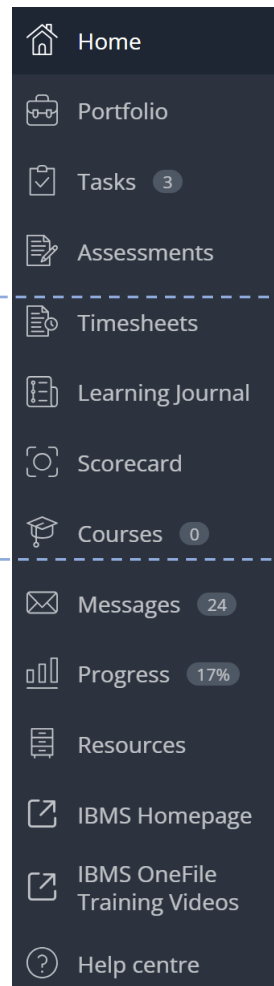 Home
Portfolio
Tasks 3
Assessments
Timesheets
Learning Journal
Scorecard
Courses 0
Messages 24
Progress 17%
Resources
IBMS Homepage
IBMS OneFile
Training Videos
Help centre